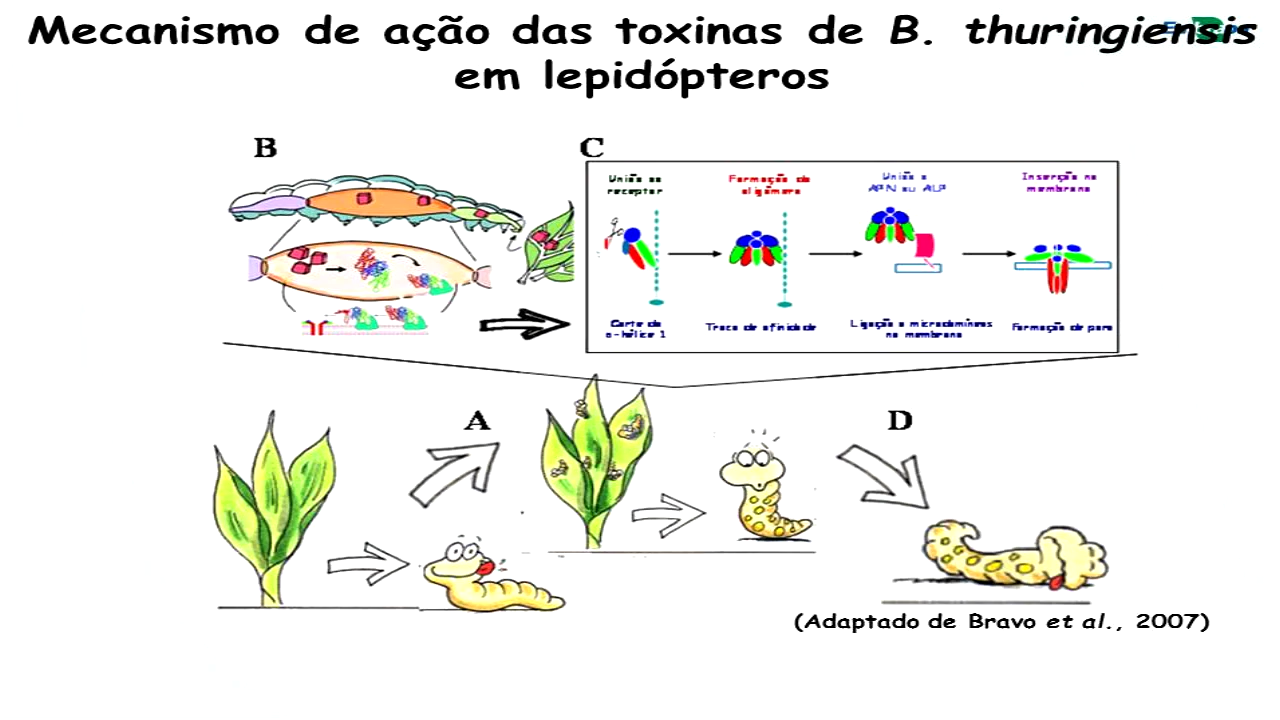 Mecanismo de ação das toxinas de B. thuringiensis
em lepidópteros
B
C
União ao
receptor
Formação do
oligômero
União a
APN ou ALP
Inserção na
membrana
Corte da
α-hélice 1
Troca de afinidade
Ligação a microdomíneos
na membrana
Formação de poro
A
D
(Adaptado de Bravo et al., 2007)